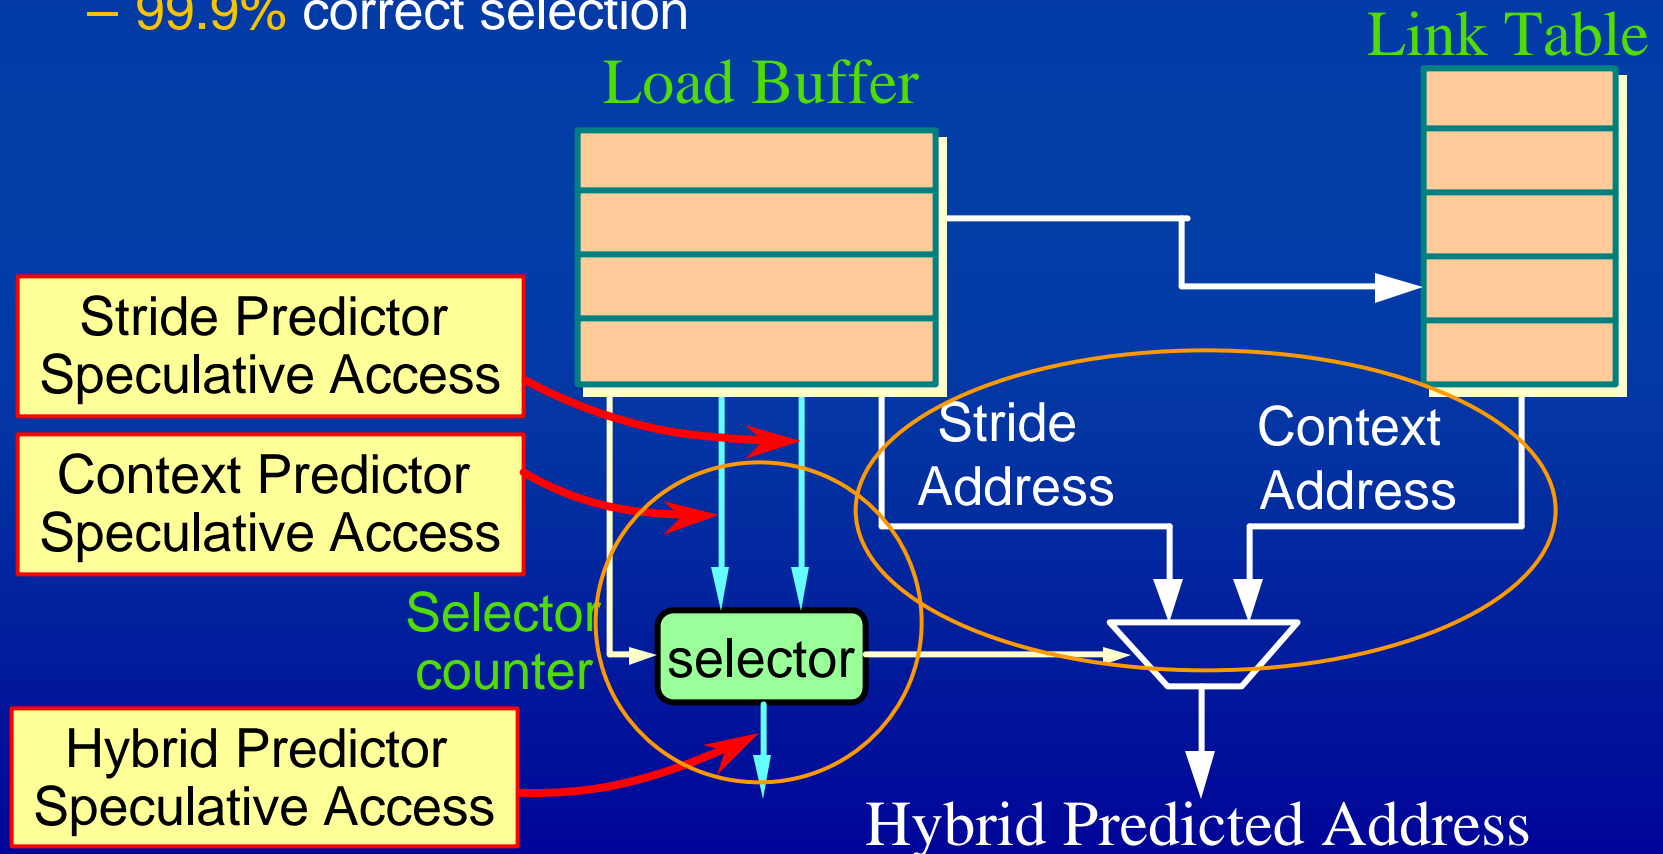 – 99.9% correct selection
Link Table
Load Buffer
Stride Predictor
Speculative Access
Context Predictor
Speculative Access
Stride
Address
Context
Address
Selector
counter
selector
Hybrid Predictor
Speculative Access
Hybrid Predicted Address